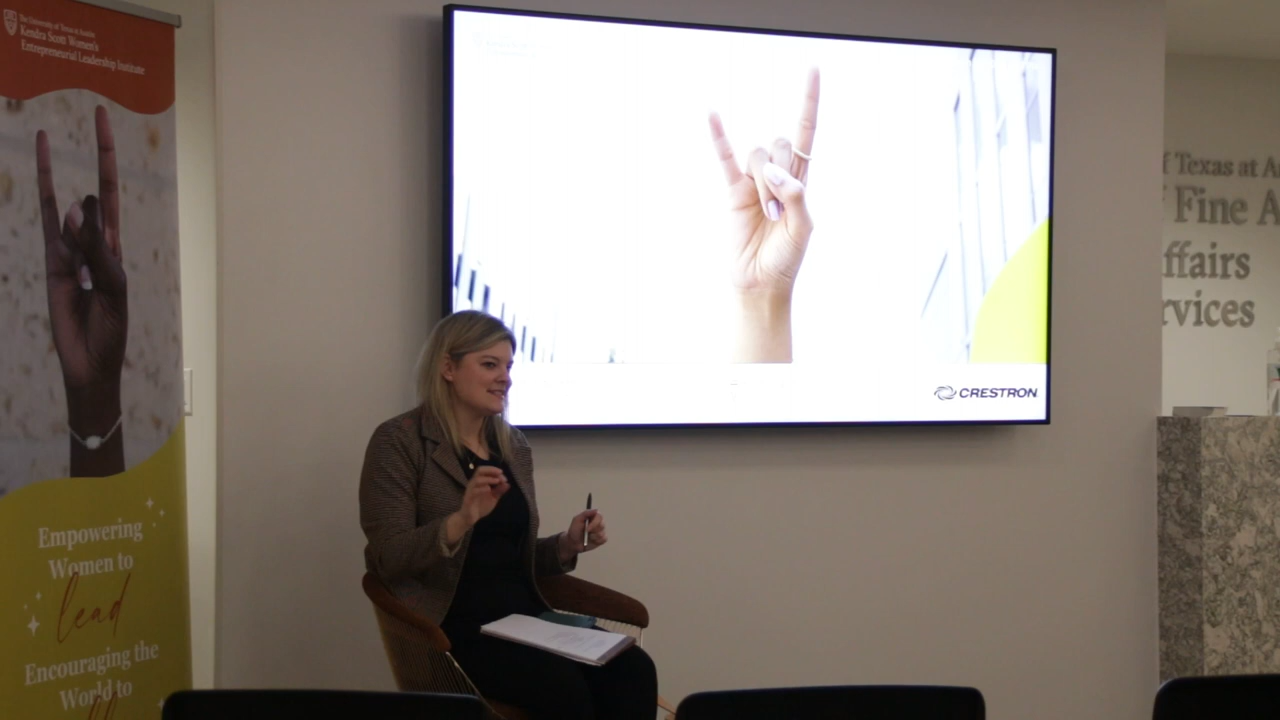 The University of Texas at Austin
Kendra Scott Women's
Entrepreneurial Leadership Institute
Empowering
Women to
lead
Encouraging the
World to
CRESTRON
f Texas at A
Fine A
ffairs
rvices